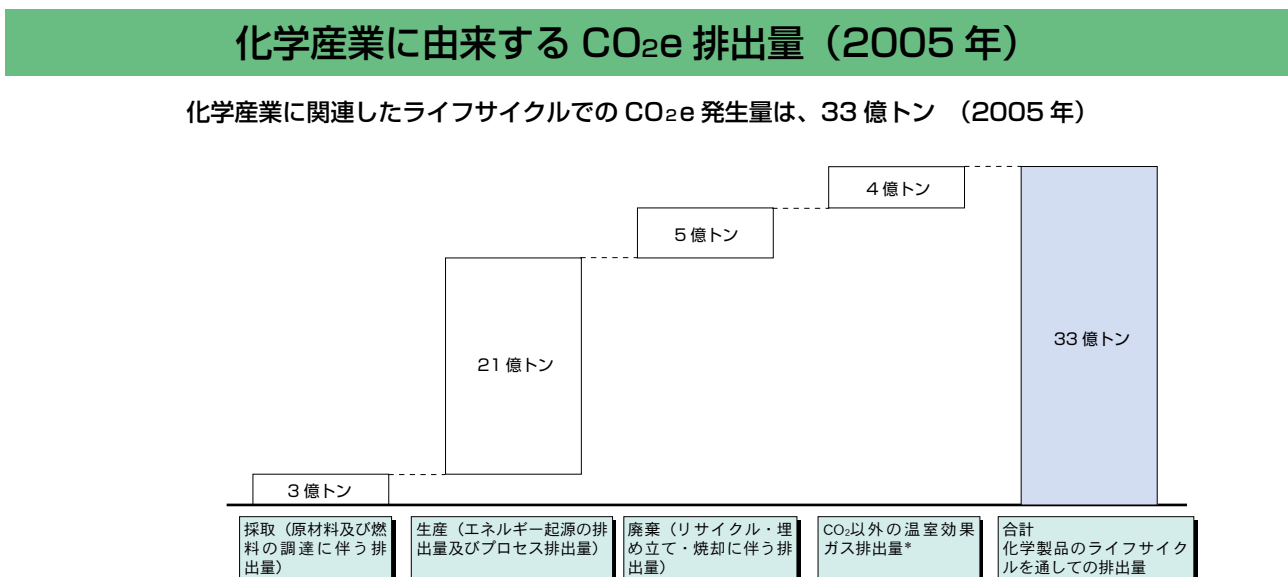 化学産業に由来する CO2e 排出量（2005 年）
化学産業に関連したライフサイクルでの CO2e 発生量は、33 億トン （2005 年）
4 億トン
5 億トン
33 億トン
21 億トン
3 億トン
採取（原材料及び燃
料の調達に伴う排
出量）
生産（エネルギー起源の排
出量及びプロセス排出量）
廃棄（リサイクル・埋
め立て・焼却に伴う排
出量）
CO2以外の温室効果
ガス排出量*
合計
化学製品のライフサイク
ルを通しての排出量